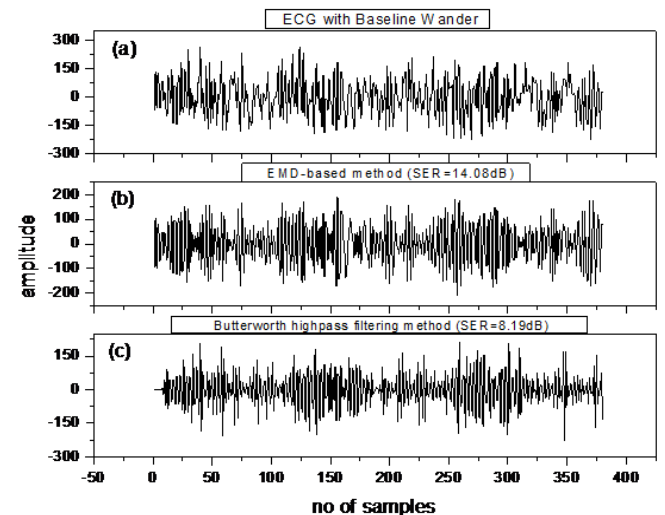 ECG with Baseline Wander
(a)
300
150
0
-150
-300
EMD-based method (SER=14.08dB)
(b)
200
100
0
-100
-200
amplitude
Butterworth highpass filtering method (SER=8.19dB)
(c)
150
0
-150
-300
-50 0 50 100 150 200 250 300 350 400
no of samples